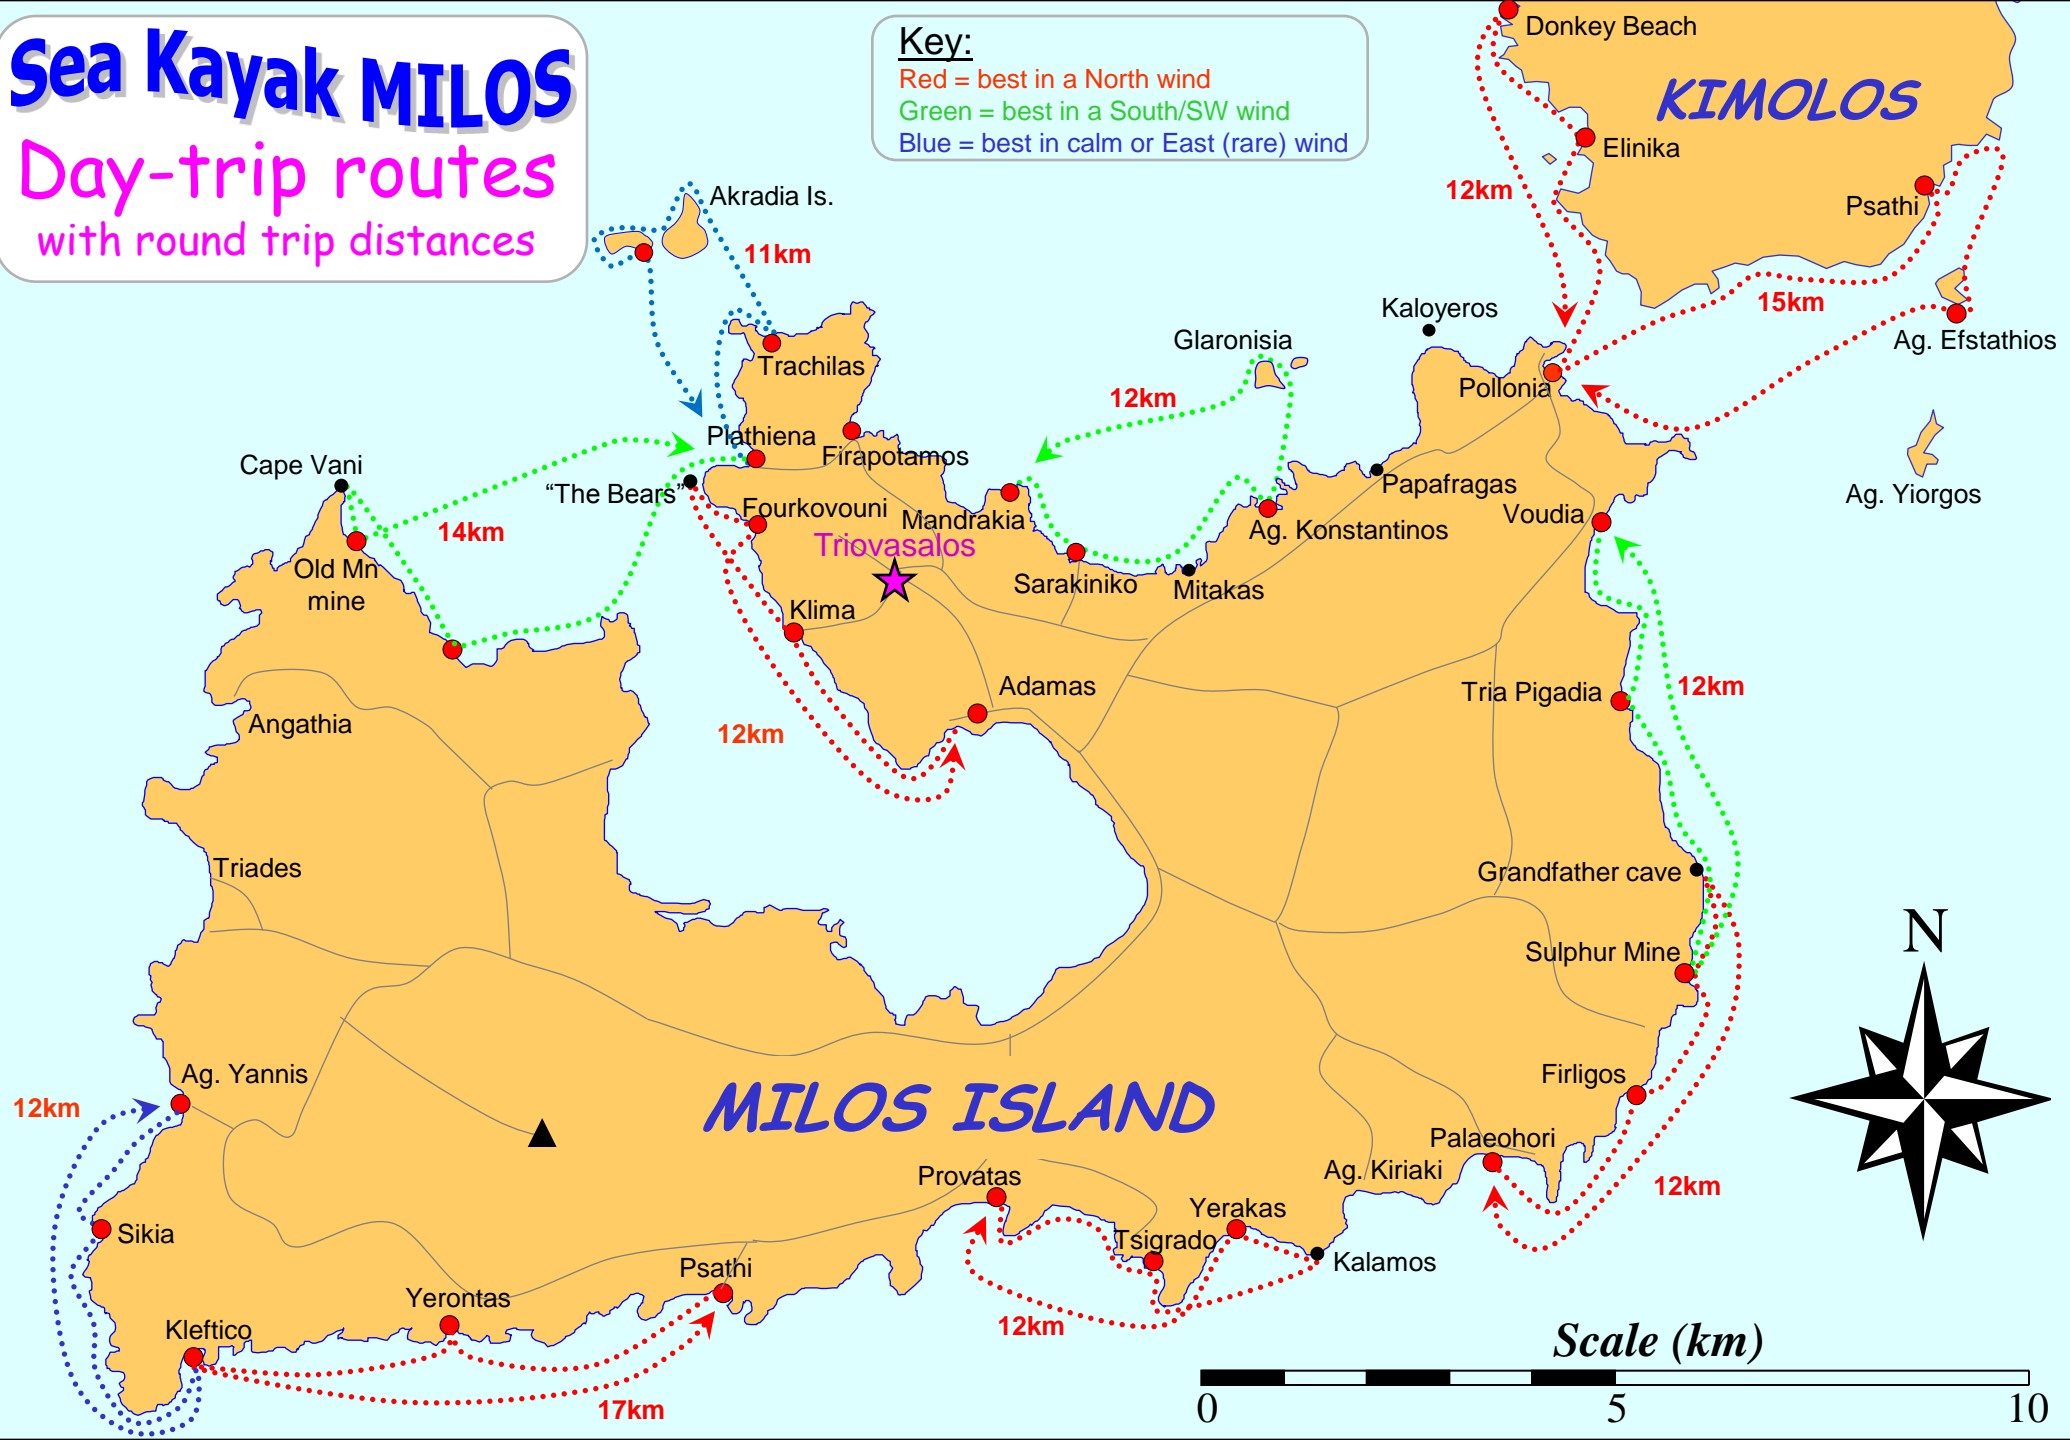 Sea Kayak MILOS
Day-trip routes
with round trip distances
Key:
Red = best in a North wind
Green = best in a South/SW wind
Blue = best in calm or East (rare) wind
Donkey Beach
KIMOLOS
Elinika
12km
Psathi
Akradia Is.
11km
15km
Kaloyeros
Glaronisia
Ag. Efstathios
Trachilas
Pollonia
12km
Plathiena
Firapotamos
Cape Vani
"The Bears"
Papafragas
Ag. Yiorgos
Fourkovouni
Mandrakia
Voudia
14km
Ag. Konstantinos
Triovasalos
Old Mn
mine
Sarakiniko
Mitakas
Klima
Adamas
Tria Pigadia
12km
Angathia
12km
Triades
Grandfather cave
N
Sulphur Mine
Ag. Yannis
Firligos
12km
MILOS ISLAND
Palaeohori
Ag. Kiriaki
Provatas
12km
Yerakas
Sikia
Tsigrado
Kalamos
Psathi
Yerontas
12km
Kleftico
Scale (km)
17km
0
5
10